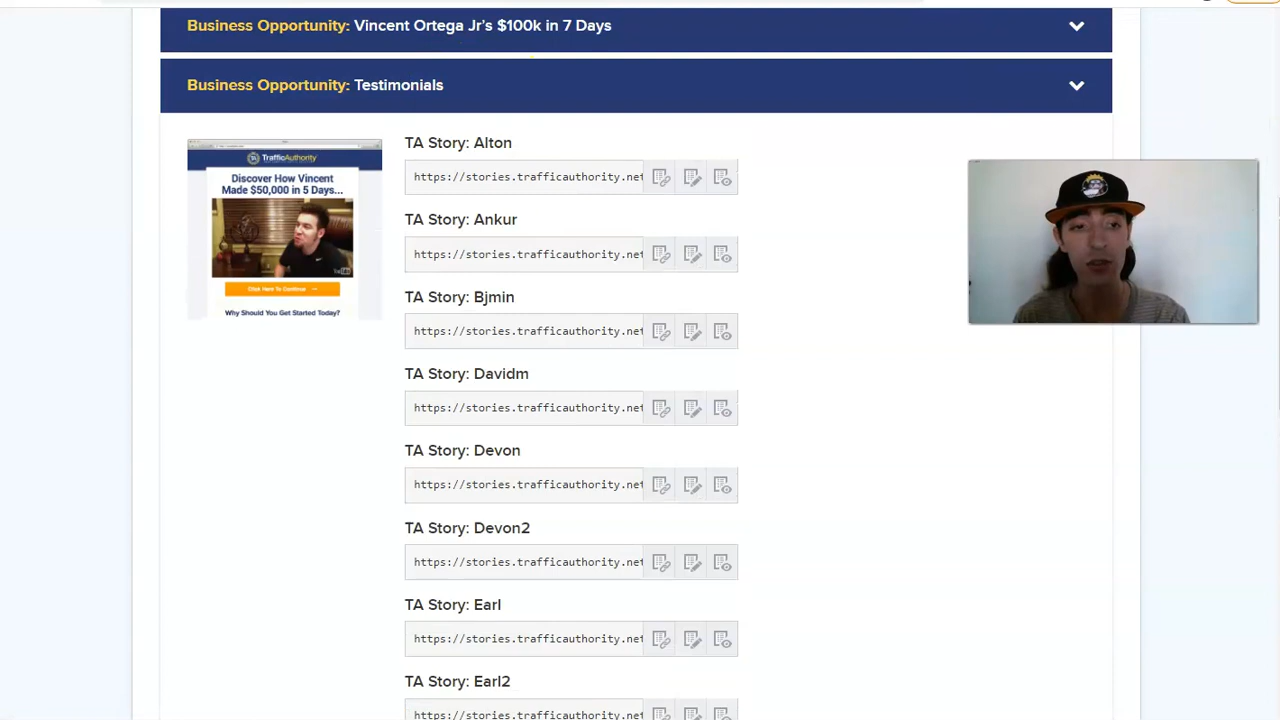 Business Opportunity: Vincent Ortega Jr's $100k in 7 Days
Business Opportunity: Testimonials
TrafficAuthority
Discover How Vincent
Made $50,000 in 5 Days...
Click Here To Continue →
Why Should You Get Started Today?
TA Story: Alton
https://stories.trafficauthority.net
TA Story: Ankur
https://stories.trafficauthority.net
TA Story: Bjmin
https://stories.trafficauthority.net
TA Story: Davidm
https://stories.trafficauthority.net
TA Story: Devon
https://stories.trafficauthority.net
TA Story: Devon2
https://stories.trafficauthority.net
TA Story: Earl
https://stories.trafficauthority.net
TA Story: Earl2
https://stories.trafficauthority.net